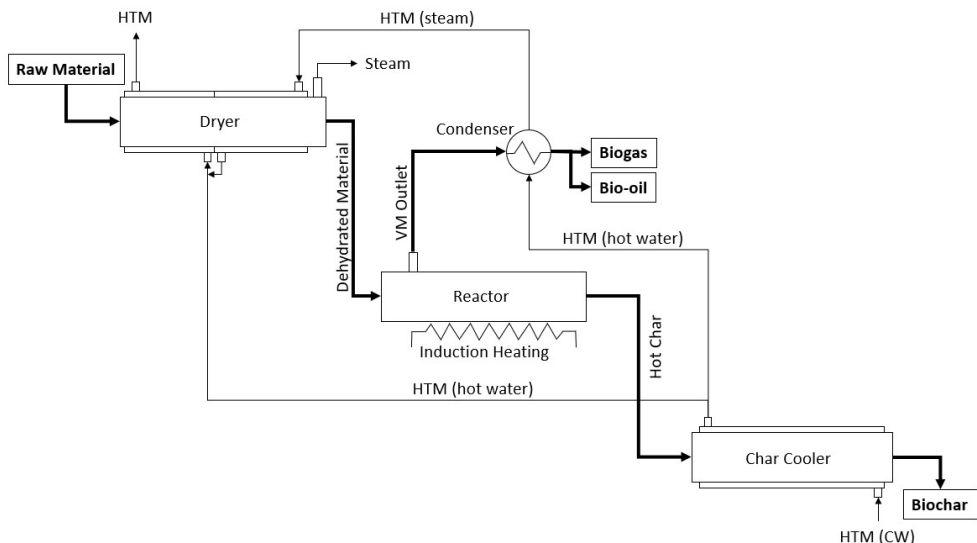 HTM
HTM (steam)
Raw Material
Steam
Dryer
Condenser
Biogas
Bio-oil
Dehydrated Material
VM Outlet
HTM (hot water)
Reactor
Induction Heating
Hot Char
HTM (hot water)
Char Cooler
Biochar
HTM (CW)